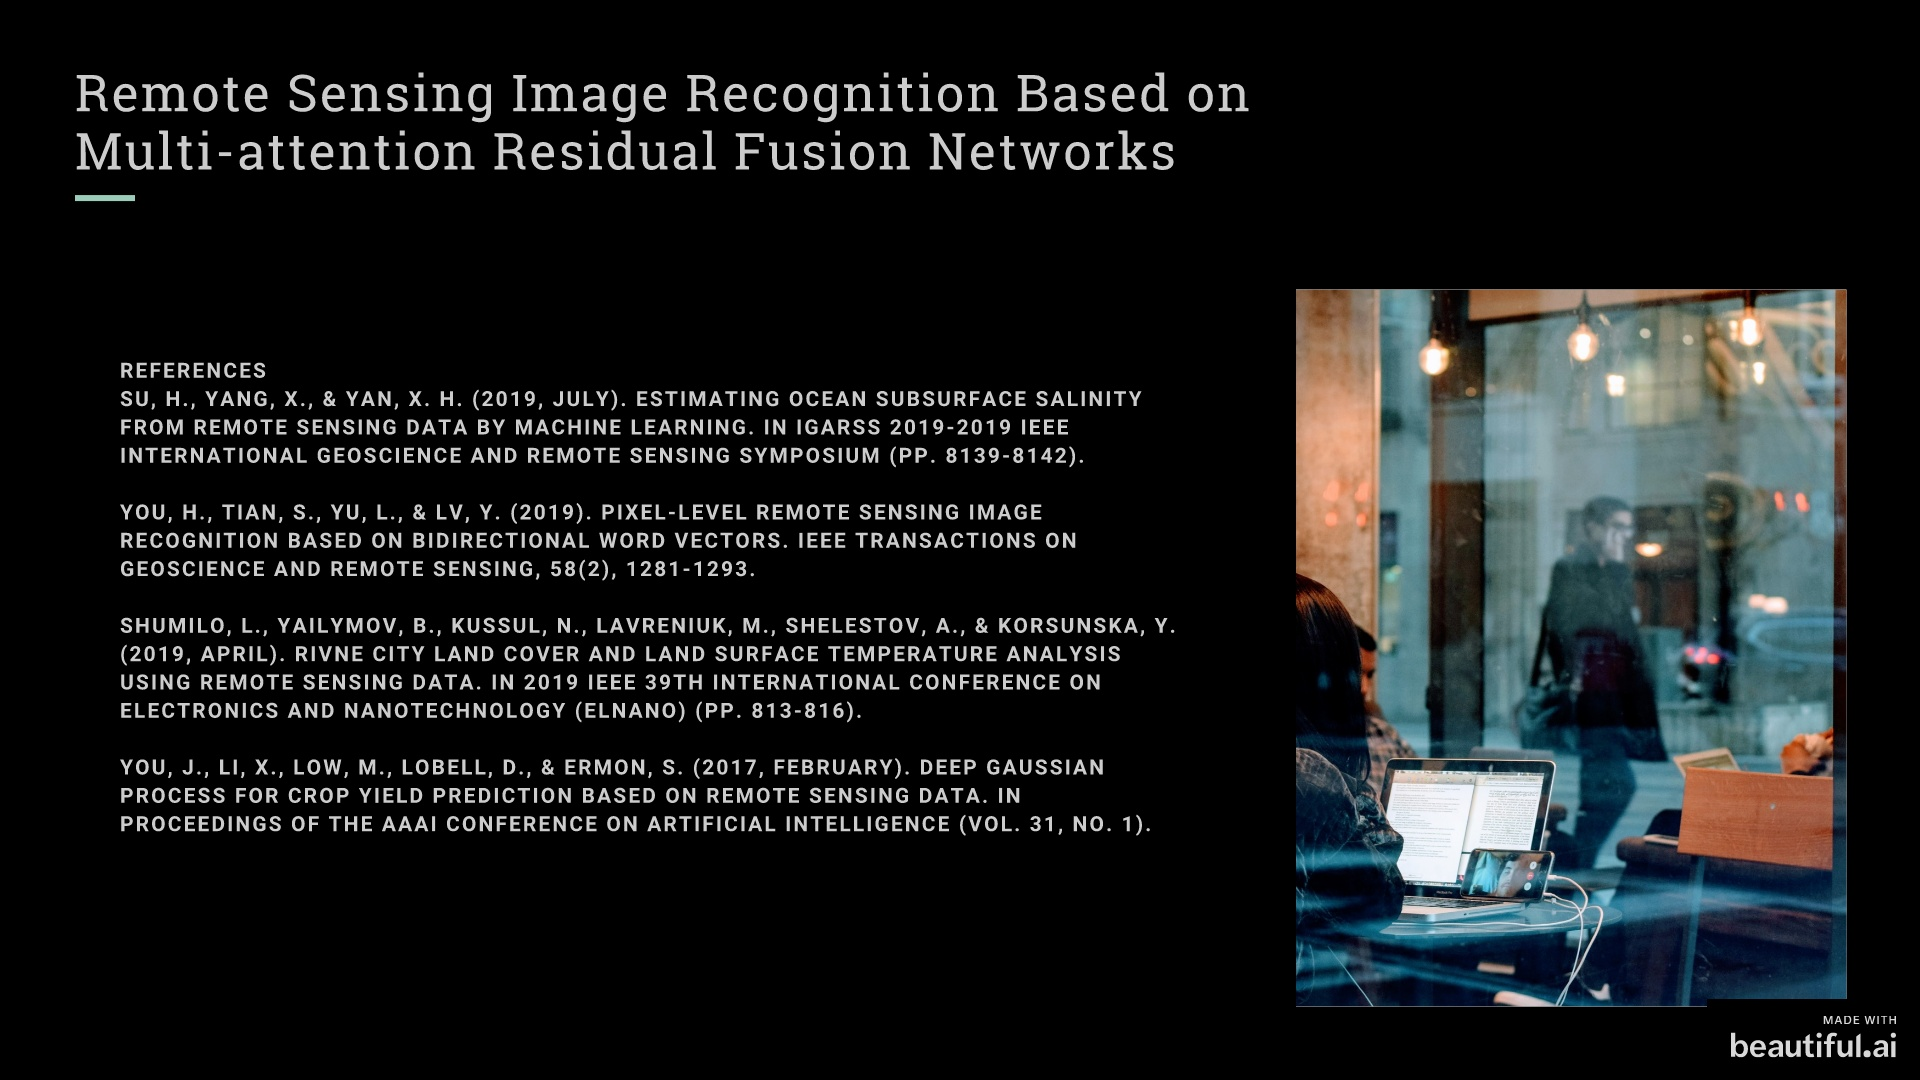 Remote Sensing Image Recognition Based on
Multi-attention Residual Fusion Networks
REFERENCES
SU, H., YANG, X., & YAN, X. H. (2019, JULY). ESTIMATING OCEAN SUBSURFACE SALINITY
FROM REMOTE SENSING DATA BY MACHINE LEARNING. IN IGARSS 2019-2019 IEEE
INTERNATIONAL GEOSCIENCE AND REMOTE SENSING SYMPOSIUM (PP. 8139-8142).
YOU, H., TIAN, S., YU, L., & LV, Y. (2019). PIXEL-LEVEL REMOTE SENSING IMAGE
RECOGNITION BASED ON BIDIRECTIONAL WORD VECTORS. IEEE TRANSACTIONS ON
GEOSCIENCE AND REMOTE SENSING, 58(2), 1281-1293.
SHUMILO, L., YAILYMOV, B., KUSSUL, N., LAVRENIUK, M., SHELESTOV, A., & KORSUNSKA, Y.
(2019, APRIL). RIVNE CITY LAND COVER AND LAND SURFACE TEMPERATURE ANALYSIS
USING REMOTE SENSING DATA. IN 2019 IEEE 39TH INTERNATIONAL CONFERENCE ON
ELECTRONICS AND NANOTECHNOLOGY (ELNANO) (PP. 813-816).
YOU, J., LI, X., LOW, M., LOBELL, D., & ERMON, S. (2017, FEBRUARY). DEEP GAUSSIAN
PROCESS FOR CROP YIELD PREDICTION BASED ON REMOTE SENSING DATA. IN
PROCEEDINGS OF THE AAAI CONFERENCE ON ARTIFICIAL INTELLIGENCE (VOL. 31, NO. 1).
MADE WITH
beautiful.ai